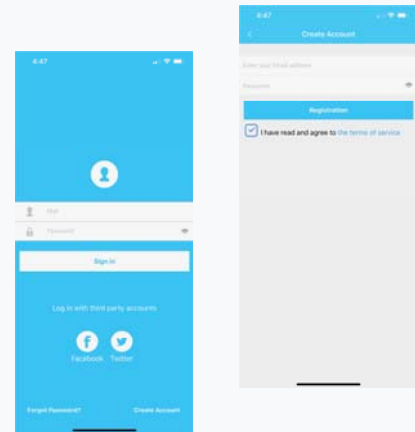 4:47
Mail
Password
Sign in
Log in with third party accounts
Facebook Twitter
Forgot Password? Create Account
4:47
Create Account
Enter your Email address
Password
Registration
I have read and agree to the terms of service